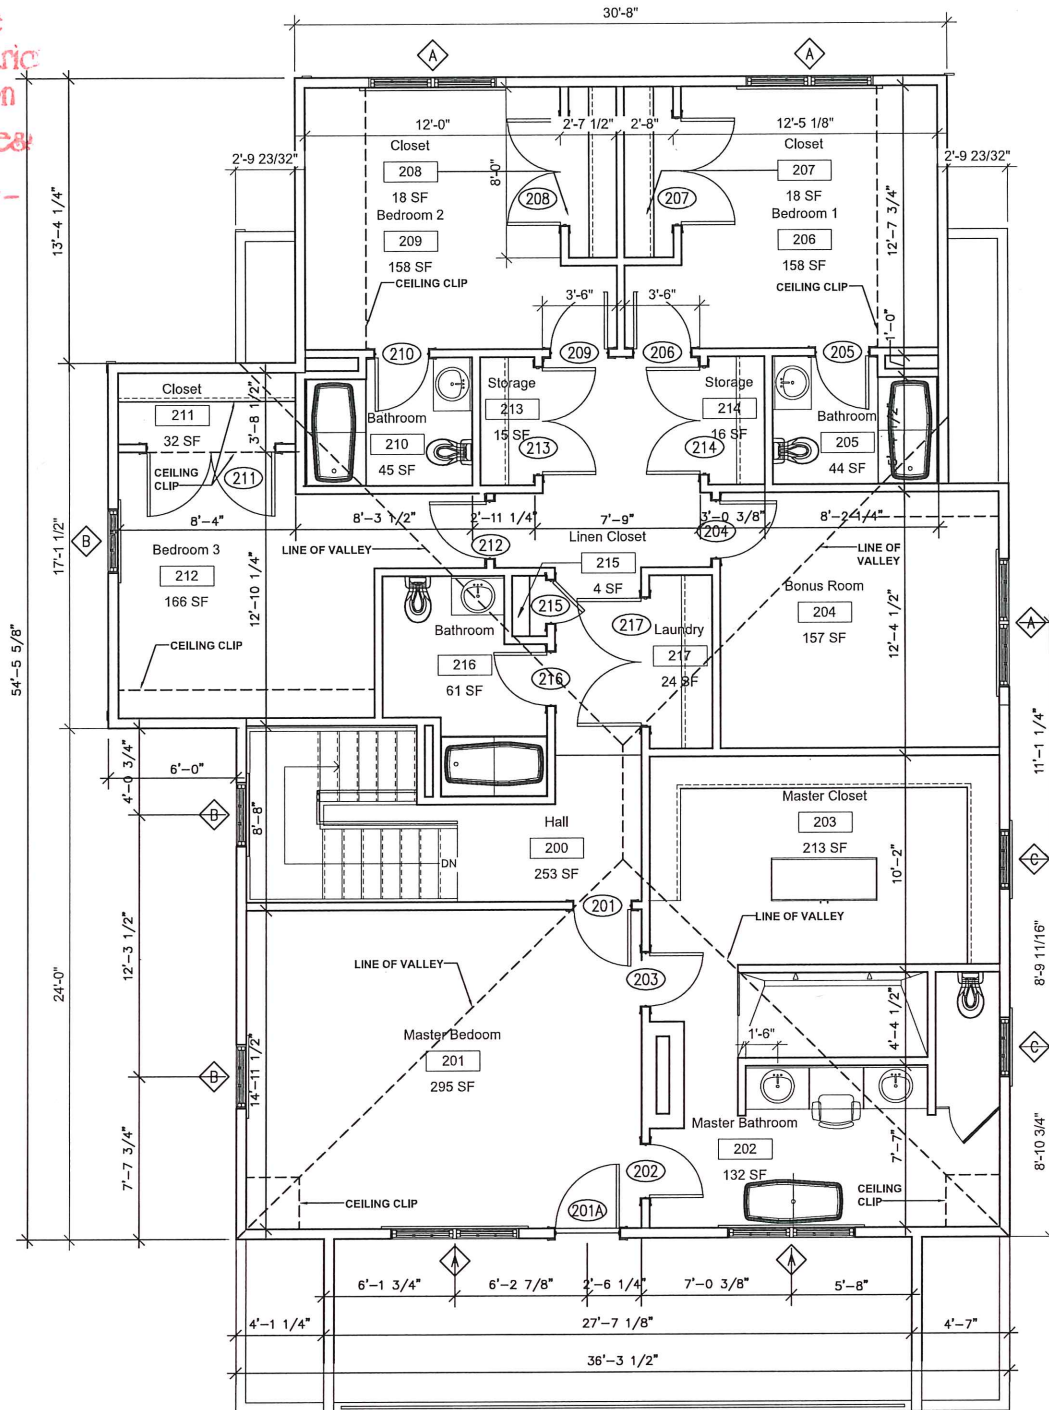 30'-8"
A
A
12'-0"
2'-7 1/2"
2'-8"
12'-5 1/8"
2'-9 23/32"
2'-9 23/32"
Closet
208
18 SF
8'-0"
208
207
Closet
207
18 SF
Bedroom 2
209
158 SF
Bedroom 1
206
158 SF
12'-7 3/4"
13'-4 1/4"
CEILING CLIP
CEILING CLIP
3'-6"
3'-6"
1'-0"
210
209
206
205
Closet
211
32 SF
3'-8 1/2"
CEILING
CLIP
211
Bathroom
210
45 SF
Storage
213
15 SF
213
Storage
214
16 SF
214
Bathroom
205
44 SF
8'-4"
8'-3 1/2"
2'-11 1/4"
7'-9"
3'-0 3/8"
8'-2 1/4"
B
17'-1 1/2"
Bedroom 3
212
166 SF
12'-10 1/4"
LINE OF VALLEY
212
Linen Closet
215
4 SF
204
LINE OF
VALLEY
Bonus Room
204
157 SF
12'-4 1/2"
A
CEILING CLIP
Bathroom
216
61 SF
215
217
Laundry
217
24 SF
216
54'-5 5/8"
6'-0"
4'-0 3/4"
11'-1 1/4"
B
8'-8"
DN
Hall
200
253 SF
Master Closet
203
213 SF
10'-2"
C
201
LINE OF VALLEY
12'-3 1/2"
24'-0"
LINE OF VALLEY
203
8'-9 11/16"
Master Bedoom
201
295 SF
14'-11 1/2"
1'-6"
4'-4 1/2"
C
B
Master Bathroom
202
132 SF
7'-7"
8'-10 3/4"
7'-7 3/4"
202
CEILING CLIP
201A
CEILING
CLIP
A
A
6'-1 3/4"
6'-2 7/8"
2'-6 1/4"
7'-0 3/8"
5'-8"
4'-1 1/4"
27'-7 1/8"
4'-7"
36'-3 1/2"